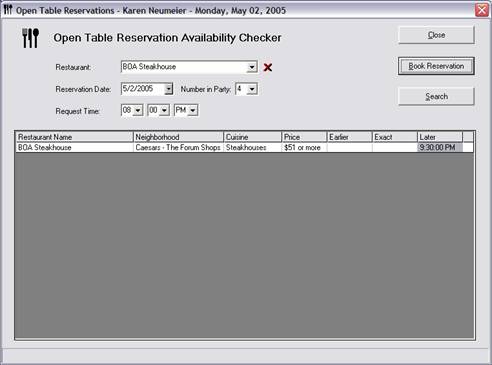 Open Table Reservations - Karen Neumeier - Monday, May 02, 2005
Open Table Reservation Availability Checker
Close
Restaurant: BOA Steakhouse
Book Reservation
Reservation Date: 5/2/2005 Number in Party: 4
Search
Request Time: 08 00 PM
Restaurant Name Neighborhood Cuisine Price Earlier Exact Later
BOA Steakhouse Caesars - The Forum Shops Steakhouses $51 or more 9:30:00 PM